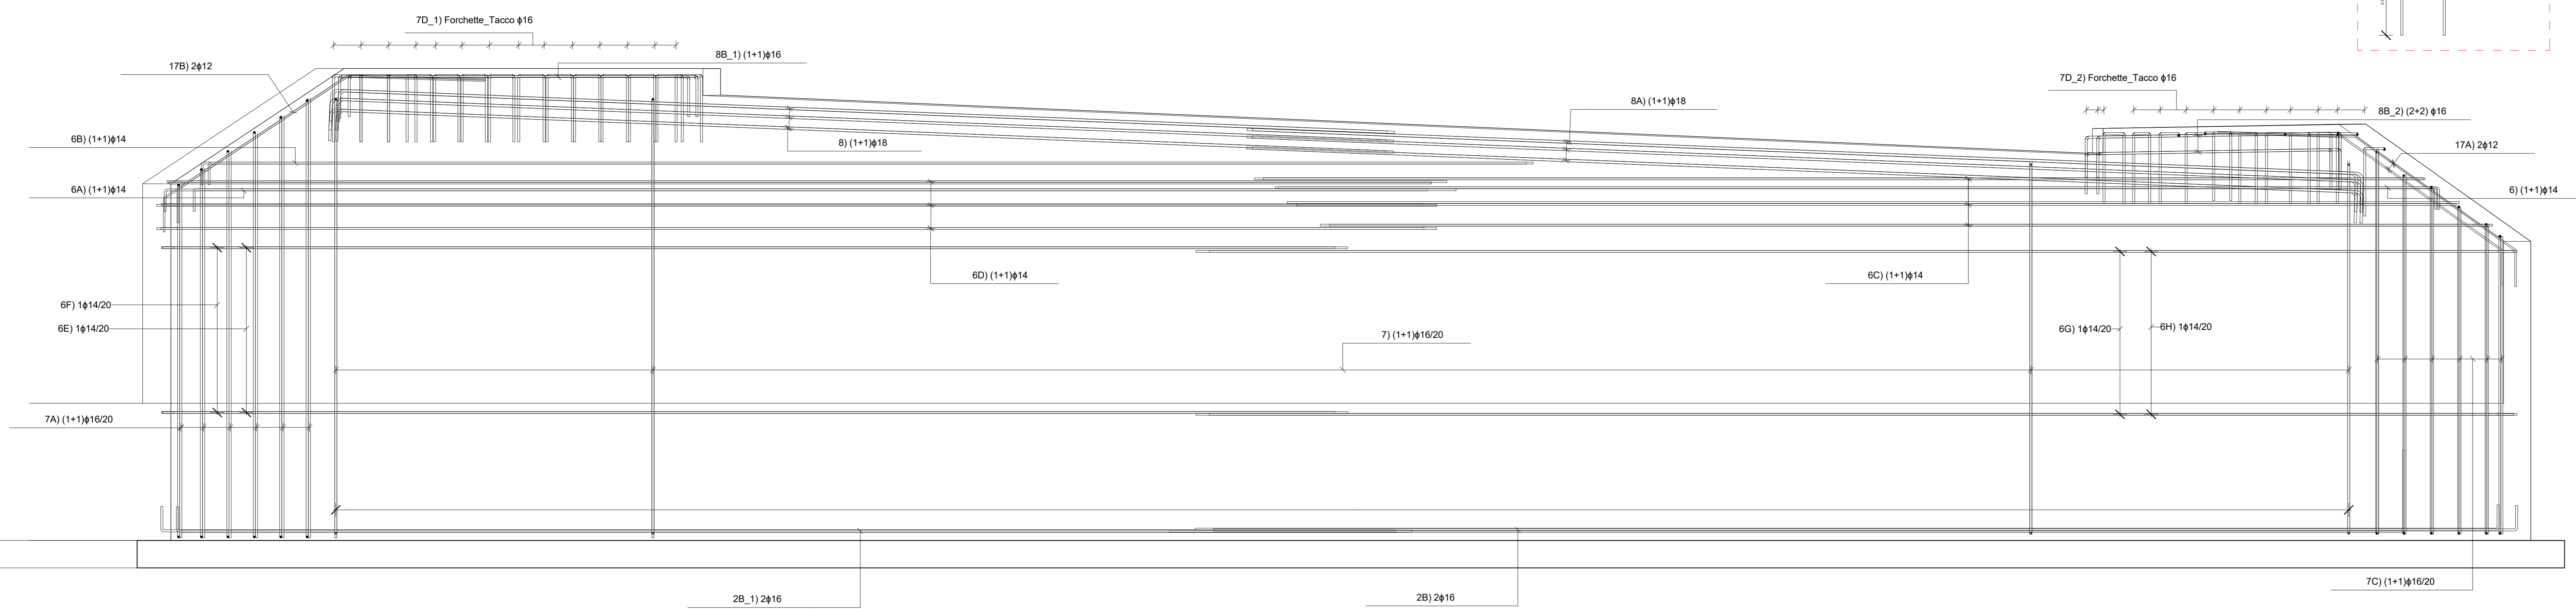 7D_1) Forchette_Tacco ϕ16
8B_1) (1+1)ϕ16
17B) 2ϕ12
7D_2) Forchette_Tacco ϕ16
8A) (1+1)ϕ18
8B_2) (2+2) ϕ16
6B) (1+1)ϕ14
8) (1+1)ϕ18
17A) 2ϕ12
6A) (1+1)ϕ14
6) (1+1)ϕ14
6D) (1+1)ϕ14
6C) (1+1)ϕ14
6F) 1ϕ14/20
6E) 1ϕ14/20
6G) 1ϕ14/20
6H) 1ϕ14/20
7) (1+1)ϕ16/20
7A) (1+1)ϕ16/20
7C) (1+1)ϕ16/20
2B_1) 2ϕ16
2B) 2ϕ16